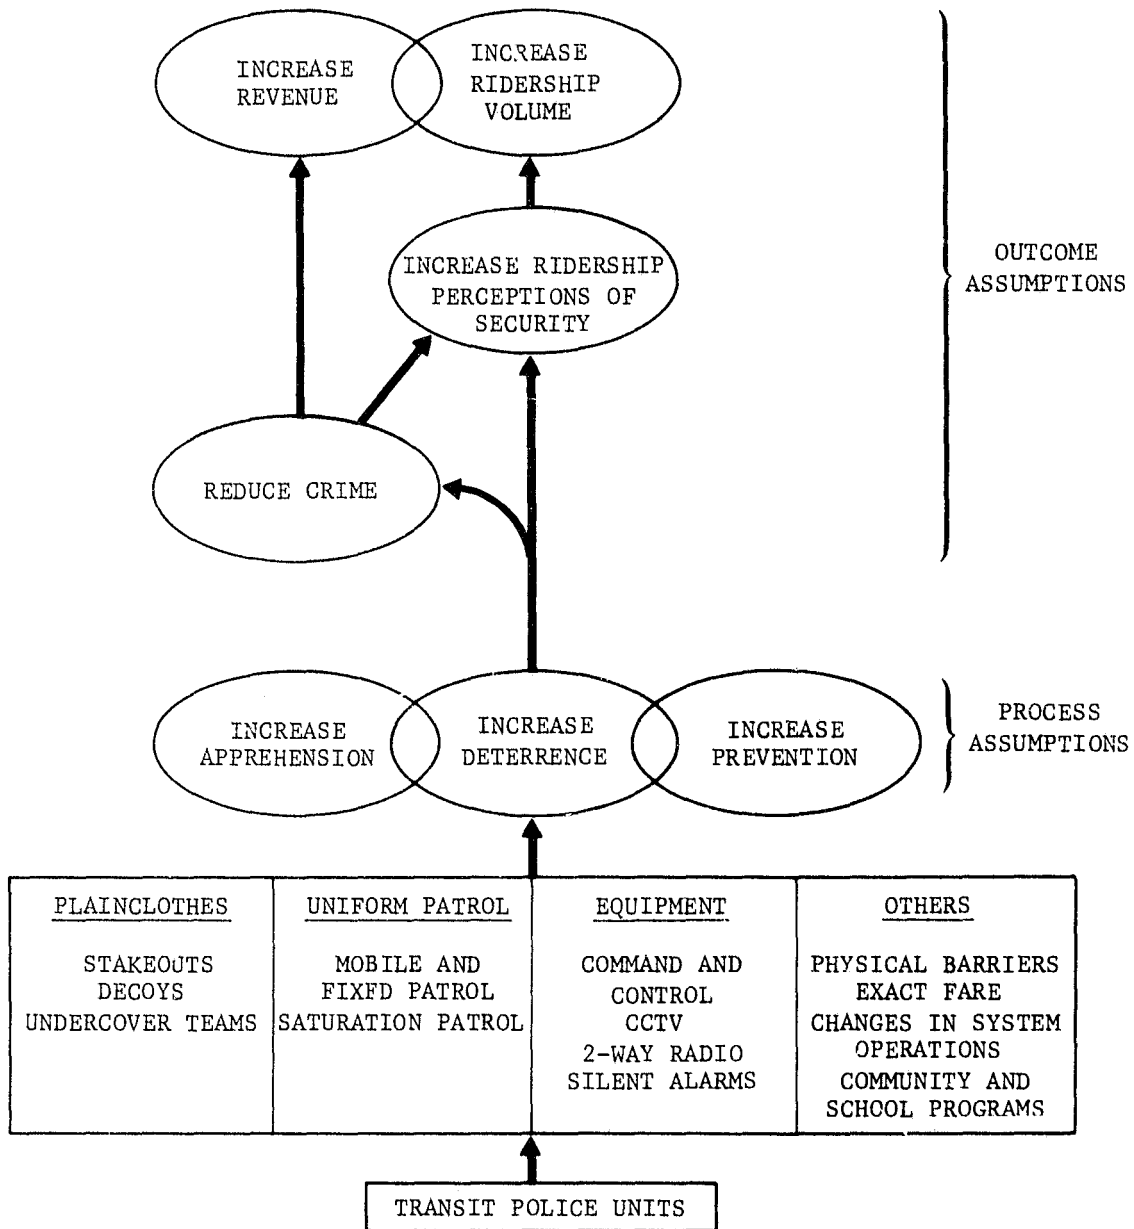 INCREASE
REVENUE
INCREASE
RIDERSHIP
VOLUME
INCREASE RIDERSHIP
PERCEPTIONS OF
SECURITY
OUTCOME
ASSUMPTIONS
REDUCE CRIME
INCREASE
APPREHENSION
INCREASE
DETERRENCE
INCREASE
PREVENTION
PROCESS
ASSUMPTIONS
PLAINCLOTHES
STAKEOUTS
DECOYS
UNDERCOVER TEAMS
UNIFORM PATROL
MOBILE AND
FIXFD PATROL
SATURATION PATROL
EQUIPMENT
COMMAND AND
CONTROL
CCTV
2-WAY RADIO
SILENT ALARMS
OTHERS
PHYSICAL BARRIERS
EXACT FARE
CHANGES IN SYSTEM
OPERATIONS
COMMUNITY AND
SCHOOL PROGRAMS
TRANSIT POLICE UNITS